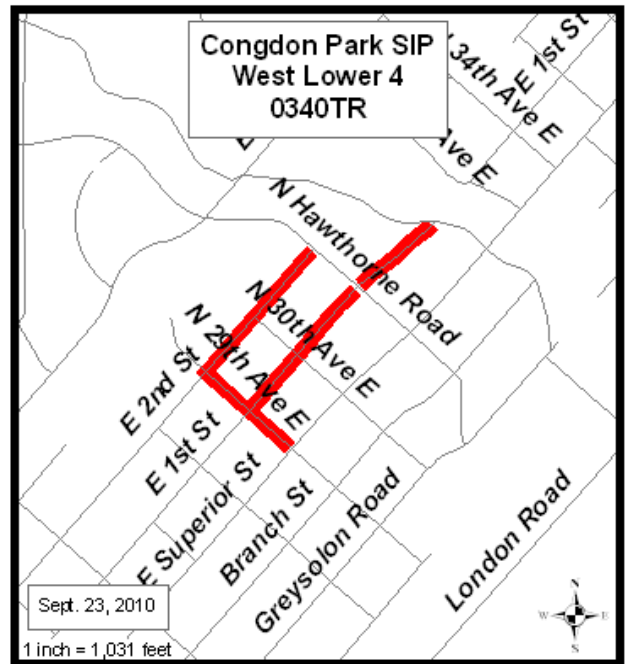 Congdon Park SIP
West Lower 4
0340TR
34th Ave E
E 1st St
Ave E
N Hawthorne Road
N 30th Ave E
N 29th Ave E
E 2nd St
E 1st St
E Superior St
Branch St
Greysolon Road
London Road
Sept. 23, 2010
1 inch = 1,031 feet
N
W
E
S